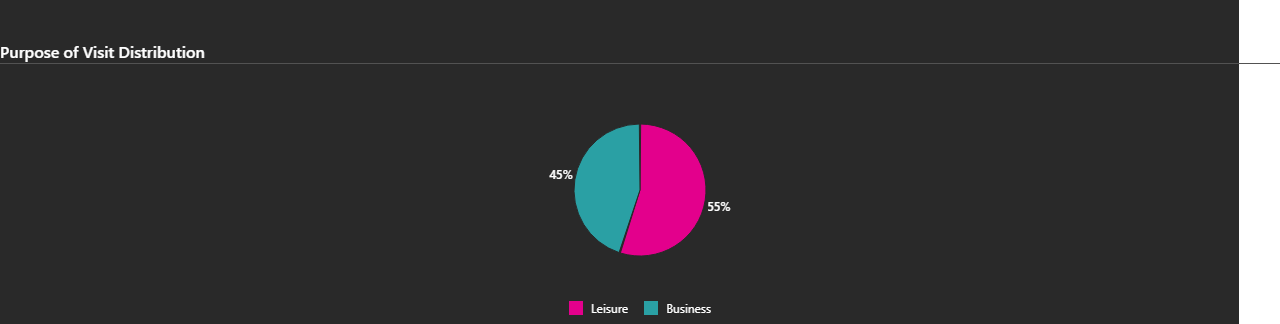 Purpose of Visit Distribution
45%
55%
Leisure
Business